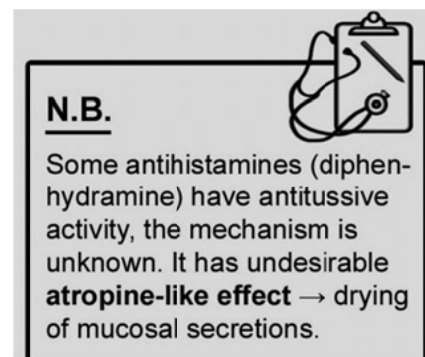 N.B.
Some antihistamines (diphen-
hydramine) have antitussive
activity, the mechanism is
unknown. It has undesirable
atropine-like effect → drying
of mucosal secretions.